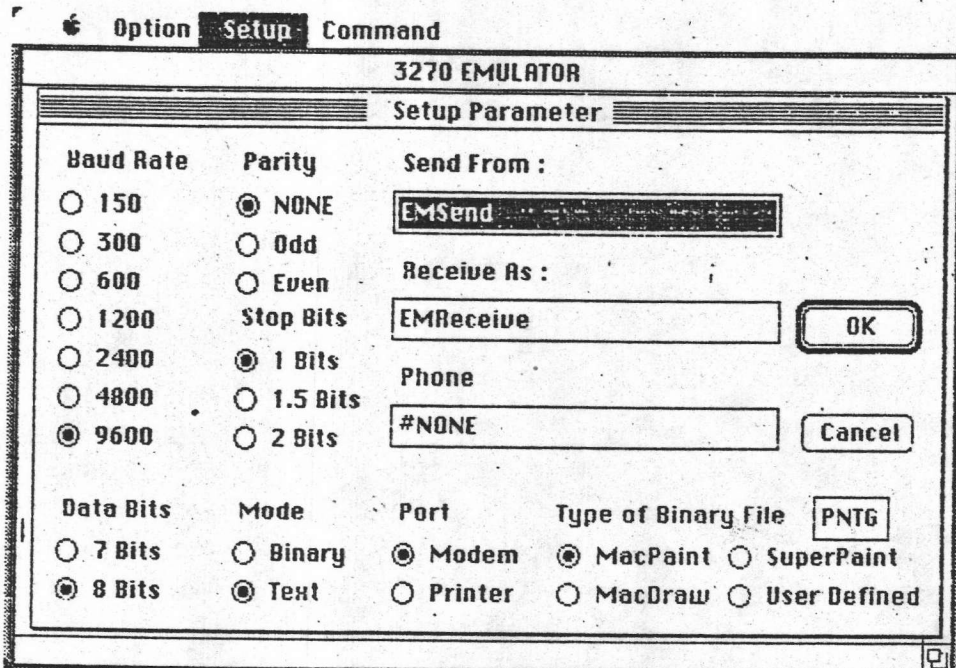 Option Setup Command
3270 EMULATOR
Setup Parameter
Baud Rate
150
300
600
1200
2400
4800
9600
Parity
NONE
Odd
Even
Stop Bits
1 Bits
1.5 Bits
2 Bits
Send From :
EMSend
Receive As :
EMReceive
Phone
#NONE
OK
Cancel
Data Bits
7 Bits
8 Bits
Mode
Binary
Text
Port
Modem
Printer
Type of Binary File PNTG
MacPaint SuperPaint
MacDraw User Defined